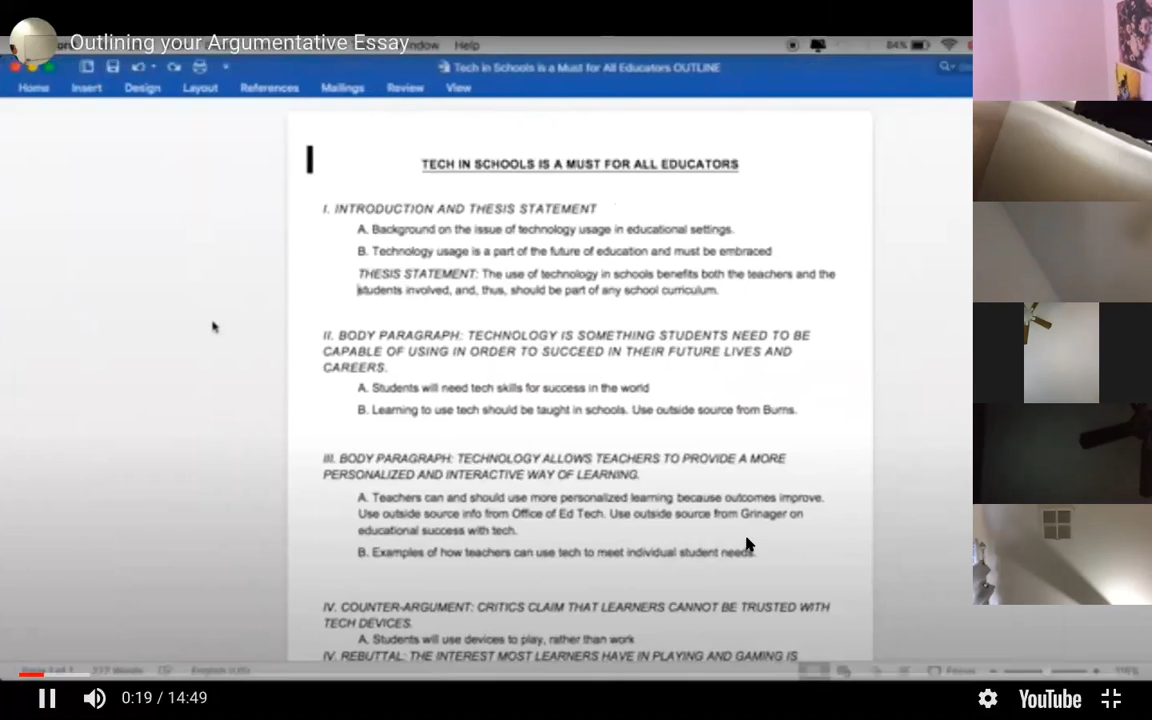 Outlining your Argumentative Essay
Window Help
84%
Tech in Schools is a Must for All Educators OUTLINE
Home Insert Design Layout References Mailings Review View
TECH IN SCHOOLS IS A MUST FOR ALL EDUCATORS
I. INTRODUCTION AND THESIS STATEMENT
A. Background on the issue of technology usage in educational settings.
B. Technology usage is a part of the future of education and must be embraced
THESIS STATEMENT: The use of technology in schools benefits both the teachers and the
students involved, and, thus, should be part of any school curriculum.
II. BODY PARAGRAPH: TECHNOLOGY IS SOMETHING STUDENTS NEED TO BE
CAPABLE OF USING IN ORDER TO SUCCEED IN THEIR FUTURE LIVES AND
CAREERS.
A. Students will need tech skills for success in the world
B. Learning to use tech should be taught in schools. Use outside source from Burns.
III. BODY PARAGRAPH: TECHNOLOGY ALLOWS TEACHERS TO PROVIDE A MORE
PERSONALIZED AND INTERACTIVE WAY OF LEARNING.
A. Teachers can and should use more personalized learning because outcomes improve.
Use outside source info from Office of Ed Tech. Use outside source from Grinager on
educational success with tech.
B. Examples of how teachers can use tech to meet individual student needs.
IV. COUNTER-ARGUMENT: CRITICS CLAIM THAT LEARNERS CANNOT BE TRUSTED WITH
TECH DEVICES.
A. Students will use devices to play, rather than work
IV. REBUTTAL: THE INTEREST MOST LEARNERS HAVE IN PLAYING AND GAMING IS
Focus
0:19 / 14:49
YouTube